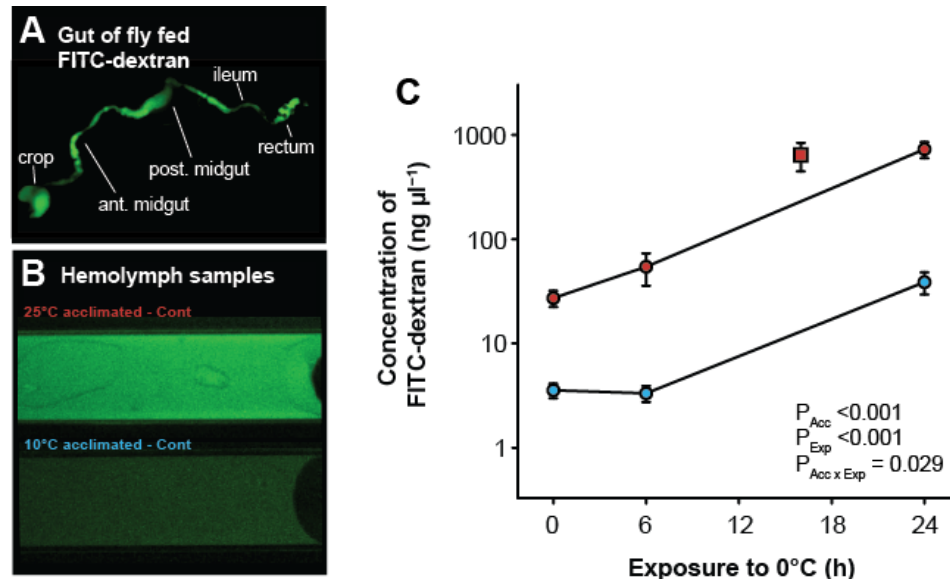 A Gut of fly fed
FITC-dextran
ileum
crop
rectum
post. midgut
ant. midgut
B Hemolymph samples
25°C acclimated - Cont
10°C acclimated - Cont
C
Concentration of
FITC-dextran (ng µl⁻¹)
1000
100
10
1
P_Acc <0.001
P_Exp <0.001
P_Acc x Exp = 0.029
0 6 12 18 24
Exposure to 0°C (h)